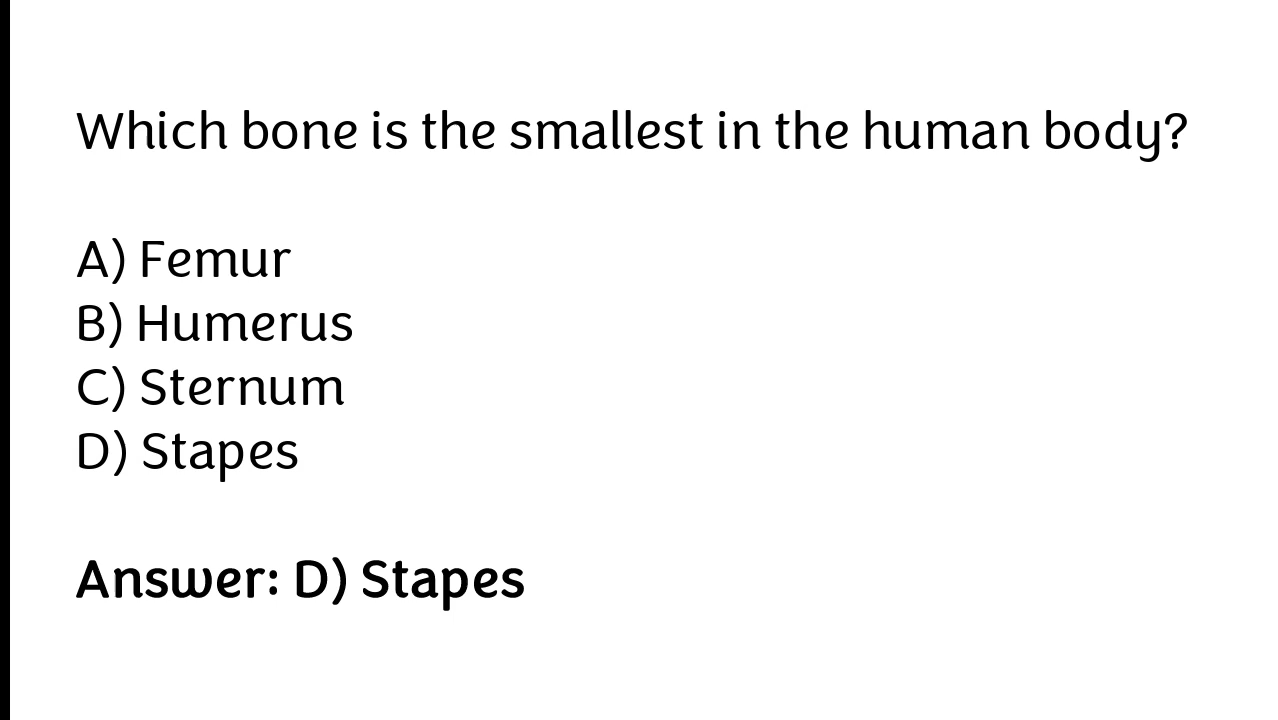 Which bone is the smallest in the human body?
A) Femur
B) Humerus
C) Sternum
D) Stapes
Answer: D) Stapes